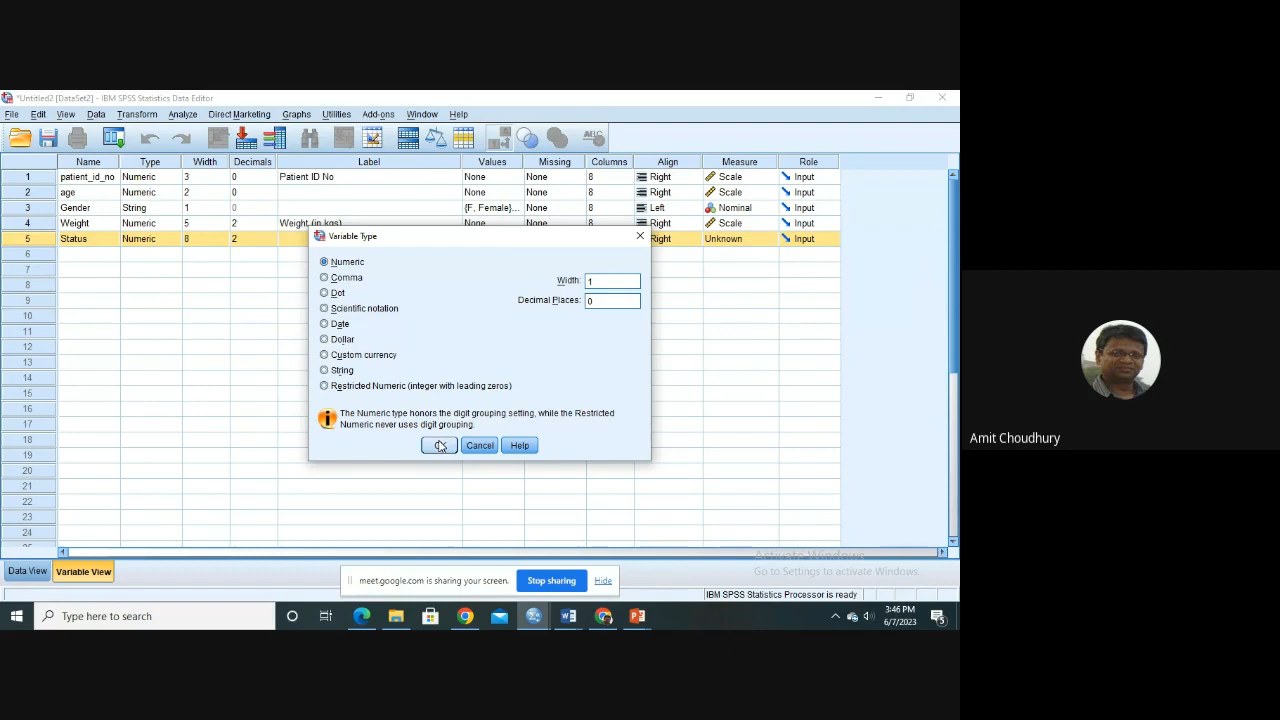 *Untitled2 [DataSet2] - IBM SPSS Statistics Data Editor
File Edit View Data Transform Analyze Direct Marketing Graphs Utilities Add-ons Window Help
Name Type Width Decimals Label Values Missing Columns Align Measure Role
1 patient_id_no Numeric 3 0 Patient ID No None None 8 Right Scale Input
2 age Numeric 2 0 None None 8 Right Scale Input
3 Gender String 1 0 {F, Female}... None 8 Left Nominal Input
4 Weight Numeric 5 2 Weight (in kgs) None None 8 Right Scale Input
5 Status Numeric 8 2 Right Unknown Input
6
7
8
9
10
11
12
13
14
15
16
17
18
19
20
21
22
23
24
Variable Type
Numeric
Comma
Dot
Scientific notation
Date
Dollar
Custom currency
String
Restricted Numeric (integer with leading zeros)
Width: 1
Decimal Places: 0
The Numeric type honors the digit grouping setting, while the Restricted
Numeric never uses digit grouping.
Cancel Help
Amit Choudhury
Activate Windows
Go to Settings to activate Windows.
Data View Variable View
meet.google.com is sharing your screen. Stop sharing Hide
IBM SPSS Statistics Processor is ready
Type here to search
3:46 PM
6/7/2023
5